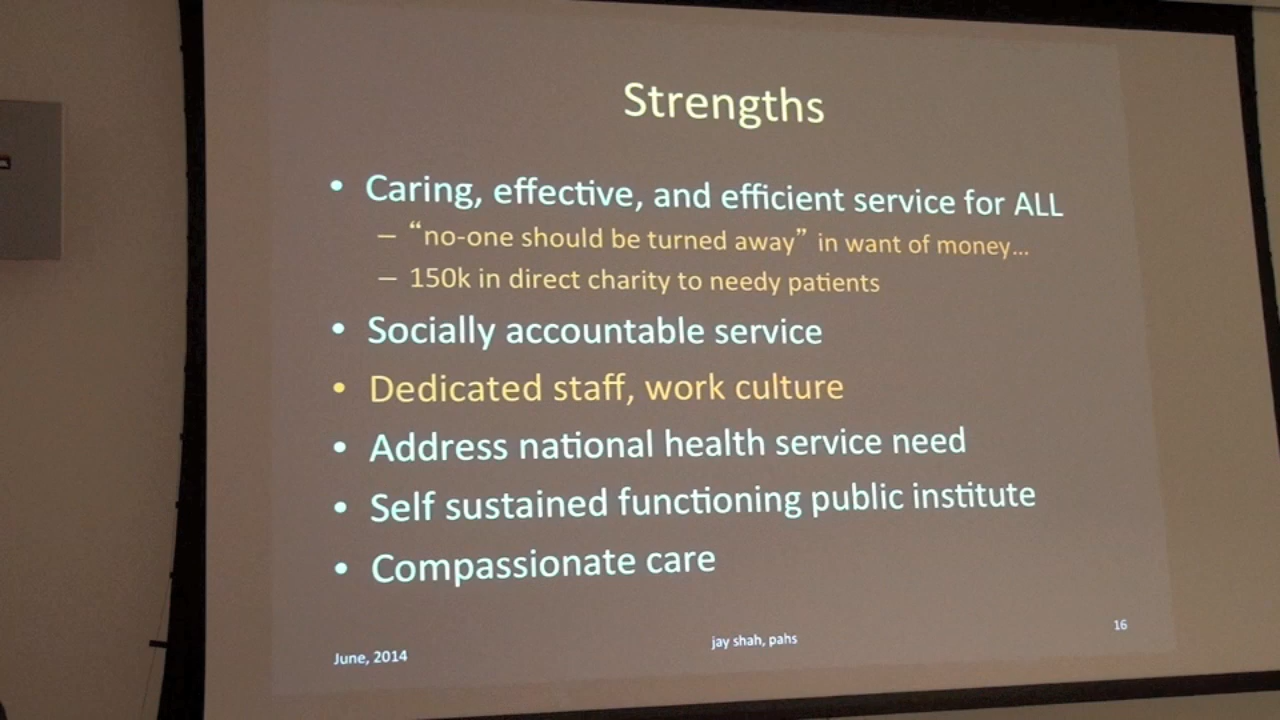 Strengths
• Caring, effective, and efficient service for ALL
– “no-one should be turned away” in want of money...
– 150k in direct charity to needy patients
• Socially accountable service
• Dedicated staff, work culture
• Address national health service need
• Self sustained functioning public institute
• Compassionate care
June, 2014
jay shah, pahs
16